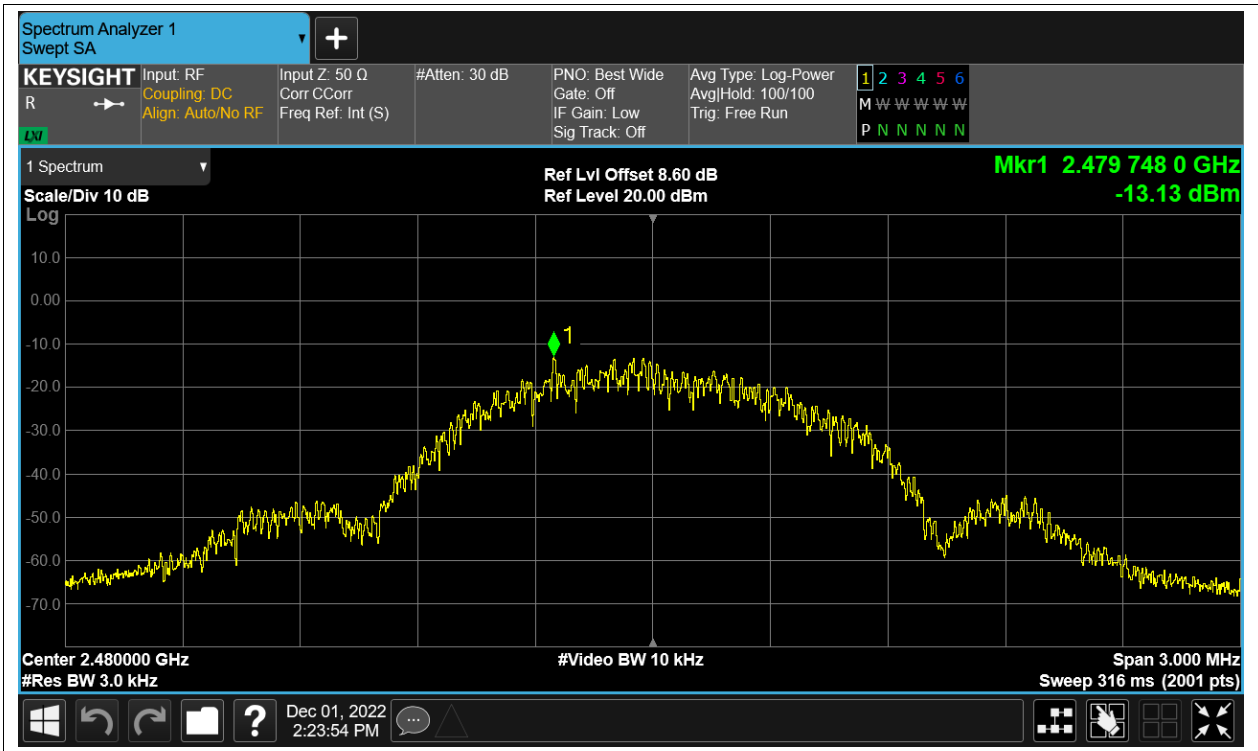 Spectrum Analyzer 1
Swept SA
+
KEYSIGHT
R
LXI
Input: RF
Coupling: DC
Align: Auto/No RF
Input Z: 50 Ω
Corr CCorr
Freq Ref: Int (S)
#Atten: 30 dB
PNO: Best Wide
Gate: Off
IF Gain: Low
Sig Track: Off
Avg Type: Log-Power
Avg|Hold: 100/100
Trig: Free Run
1 2 3 4 5 6
M W W W W W W
P N N N N N N
1 Spectrum
Scale/Div 10 dB
Log
Ref Lvl Offset 8.60 dB
Ref Level 20.00 dBm
Mkr1 2.479 748 0 GHz
-13.13 dBm
10.0
0.00
-10.0
-20.0
-30.0
-40.0
-50.0
-60.0
-70.0
1
Center 2.480000 GHz
#Res BW 3.0 kHz
#Video BW 10 kHz
Span 3.000 MHz
Sweep 316 ms (2001 pts)
?
Dec 01, 2022
2:23:54 PM